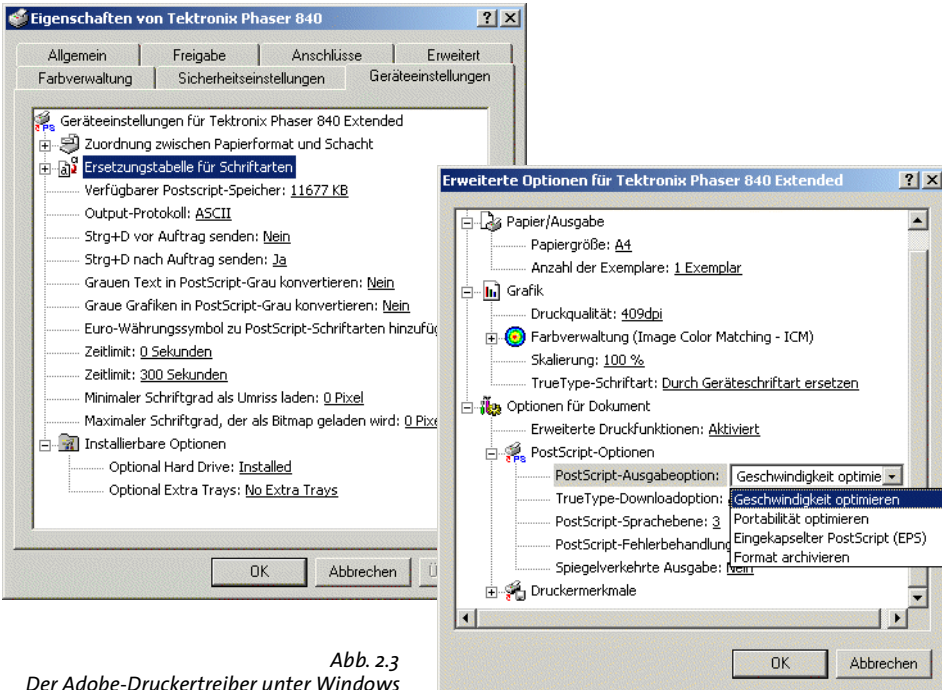 Eigenschaften von Tektronix Phaser 840
Allgemein
Freigabe
Anschlüsse
Erweitert
Farbverwaltung
Sicherheitseinstellungen
Geräteeinstellungen
Geräteeinstellungen für Tektronix Phaser 840 Extended
Zuordnung zwischen Papierformat und Schacht
Ersetzungstabelle für Schriftarten
Verfügbarer Postscript-Speicher: 11677 KB
Output-Protokoll: ASCII
Strg+D vor Auftrag senden: Nein
Strg+D nach Auftrag senden: Ja
Grauen Text in PostScript-Grau konvertieren: Nein
Graue Grafiken in PostScript-Grau konvertieren: Nein
Euro-Währungssymbol zu PostScript-Schriftarten hinzufüg
Zeitlimit: 0 Sekunden
Zeitlimit: 300 Sekunden
Minimaler Schriftgrad als Umriss laden: 0 Pixel
Maximaler Schriftgrad, der als Bitmap geladen wird: 0 Pixe
Installierbare Optionen
Optional Hard Drive: Installed
Optional Extra Trays: No Extra Trays
OK
Abbrechen
Erweiterte Optionen für Tektronix Phaser 840 Extended
Papier/Ausgabe
Papiergröße: A4
Anzahl der Exemplare: 1 Exemplar
Grafik
Druckqualität: 409dpi
Farbverwaltung (Image Color Matching - ICM)
Skalierung: 100 %
TrueType-Schriftart: Durch Geräteschriftart ersetzen
Optionen für Dokument
Erweiterte Druckfunktionen: Aktiviert
PostScript-Optionen
PostScript-Ausgabeoption: Geschwindigkeit optimie
TrueType-Downloadoption:
Geschwindigkeit optimieren
Portabilität optimieren
Eingekapselter PostScript (EPS)
Format archivieren
PostScript-Sprachebene: 3
PostScript-Fehlerbehandlung
Spiegelverkehrte Ausgabe: Nein
Druckermerkmale
OK
Abbrechen
Abb. 2.3
Der Adobe-Druckertreiber unter Windows